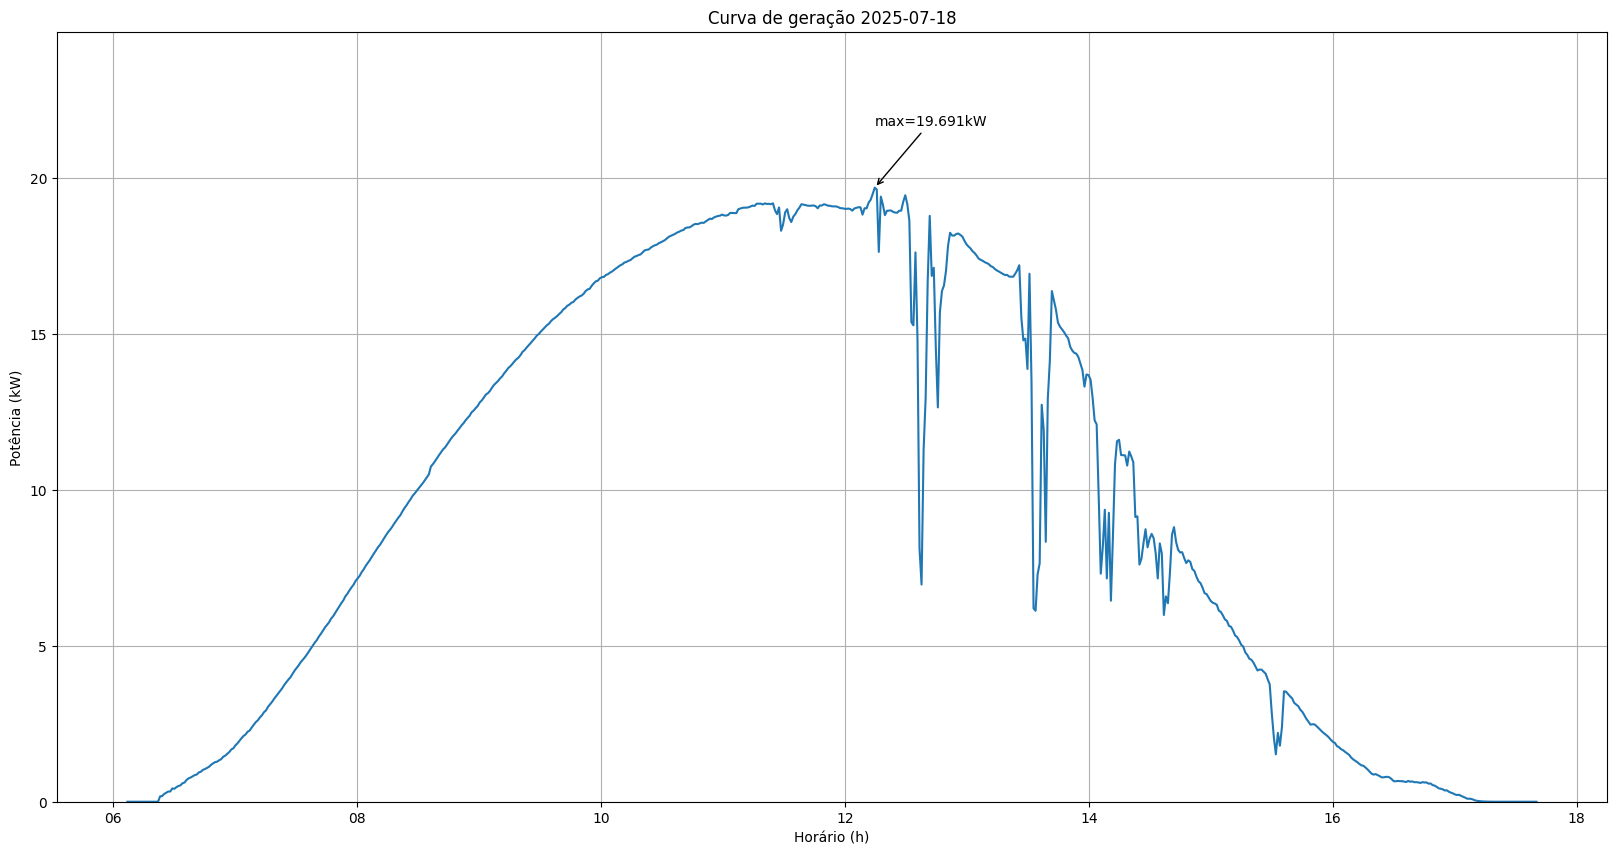 Curva de geração 2025-07-18
max=19.691kW
20
15
10
5
0
Potência (kW)
06 08 10 12 14 16 18
Horário (h)